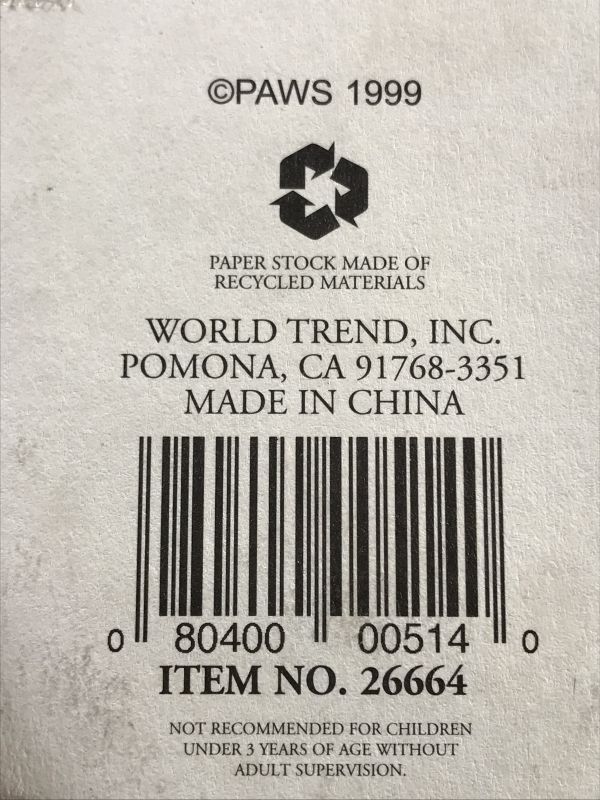 ©PAWS 1999
PAPER STOCK MADE OF
RECYCLED MATERIALS
WORLD TREND, INC.
POMONA, CA 91768-3351
MADE IN CHINA
0 80400 00514 0
ITEM NO. 26664
NOT RECOMMENDED FOR CHILDREN
UNDER 3 YEARS OF AGE WITHOUT
ADULT SUPERVISION.